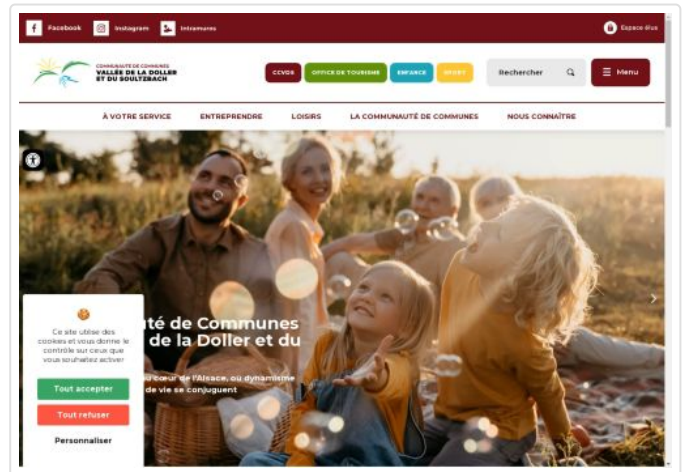 Facebook
Instagram
Intramuros
Espace élus
COMMUNAUTÉ DE COMMUNES
VALLÉE DE LA DOLLER
ET DU SOULTZBACH
CCVDS
OFFICE DE TOURISME
ENFANCE
SPORT
Rechercher
Menu
À VOTRE SERVICE
ENTREPRENDRE
LOISIRS
LA COMMUNAUTÉ DE COMMUNES
NOUS CONNAÎTRE
té de Communes
de la Doller et du
u cœur de l'Alsace, où dynamisme
de vie se conjuguent
Ce site utilise des
cookies et vous donne le
contrôle sur ceux que
vous souhaitez activer
Tout accepter
Tout refuser
Personnaliser